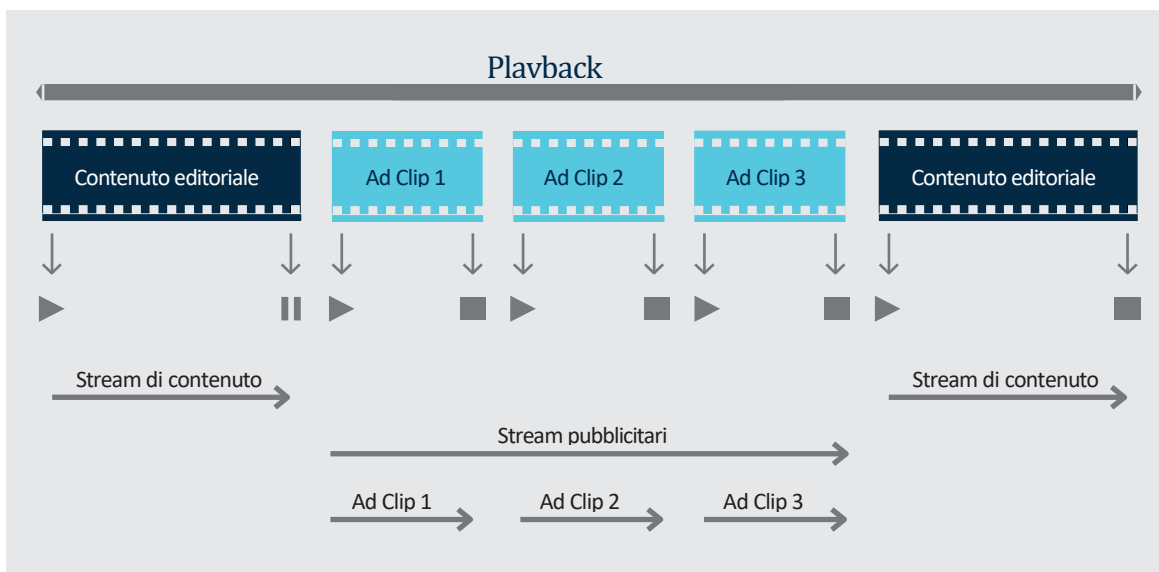 Playback
Contenuto editoriale
Ad Clip 1
Ad Clip 2
Ad Clip 3
Contenuto editoriale
Stream di contenuto
Stream di contenuto
Stream pubblicitari
Ad Clip 1
Ad Clip 2
Ad Clip 3